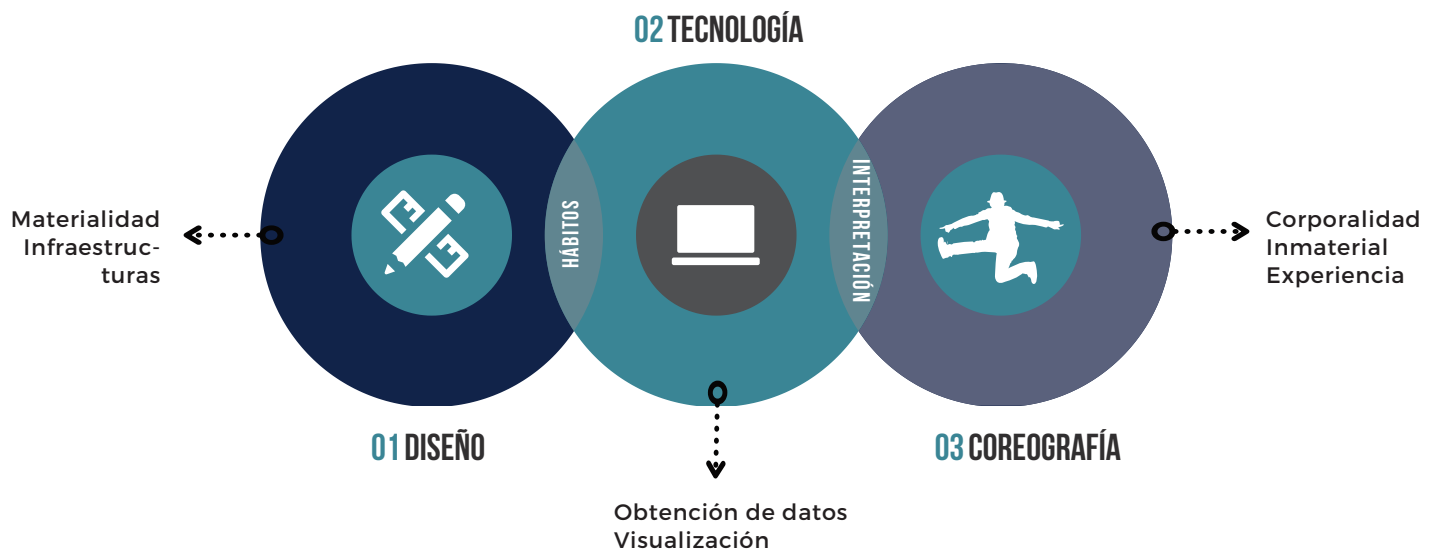 02 TECNOLOGÍA
Materialidad
Infraestruc-
turas
HÁBITOS
INTERPRETACIÓN
Corporalidad
Inmaterial
Experiencia
01 DISEÑO
03 COREOGRAFÍA
Obtención de datos
Visualización